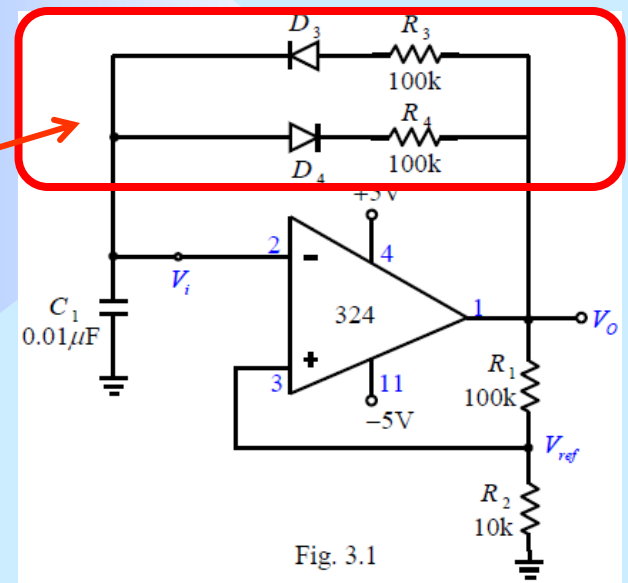 D3 R3
100k
R4
D4 100k
+5V
2 - 4
Vi
C1 324 1 VO
0.01μF
+
3 11 R1
100k
−5V
Vref
R2
10k
Fig. 3.1